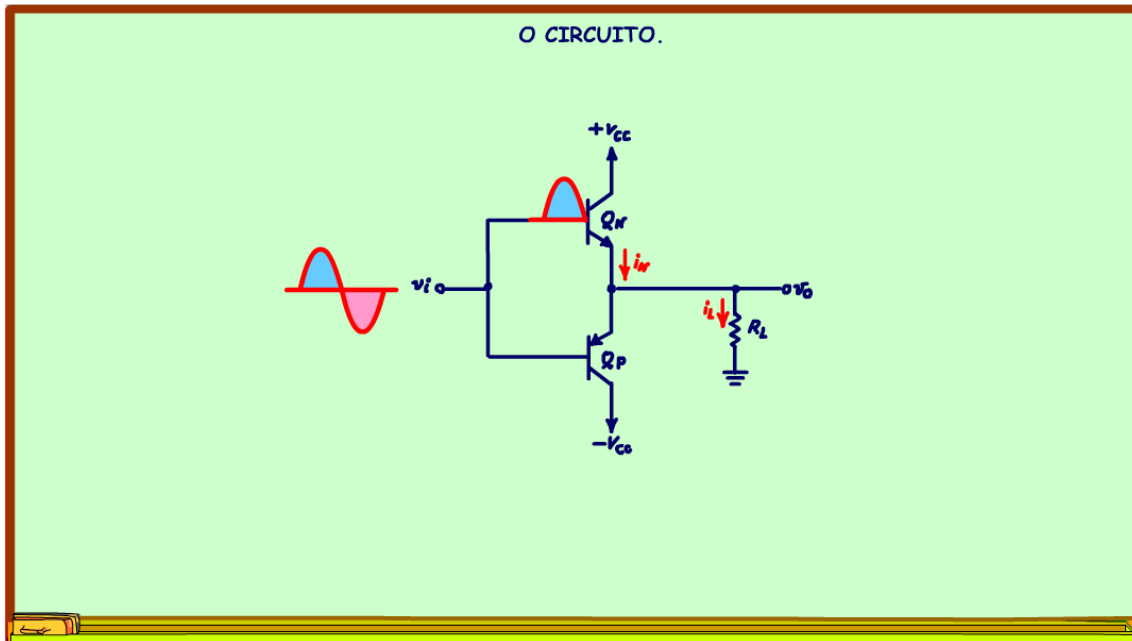 O CIRCUITO.
+VCC
QN
iN
vi
vo
iL
RL
QP
-VCC